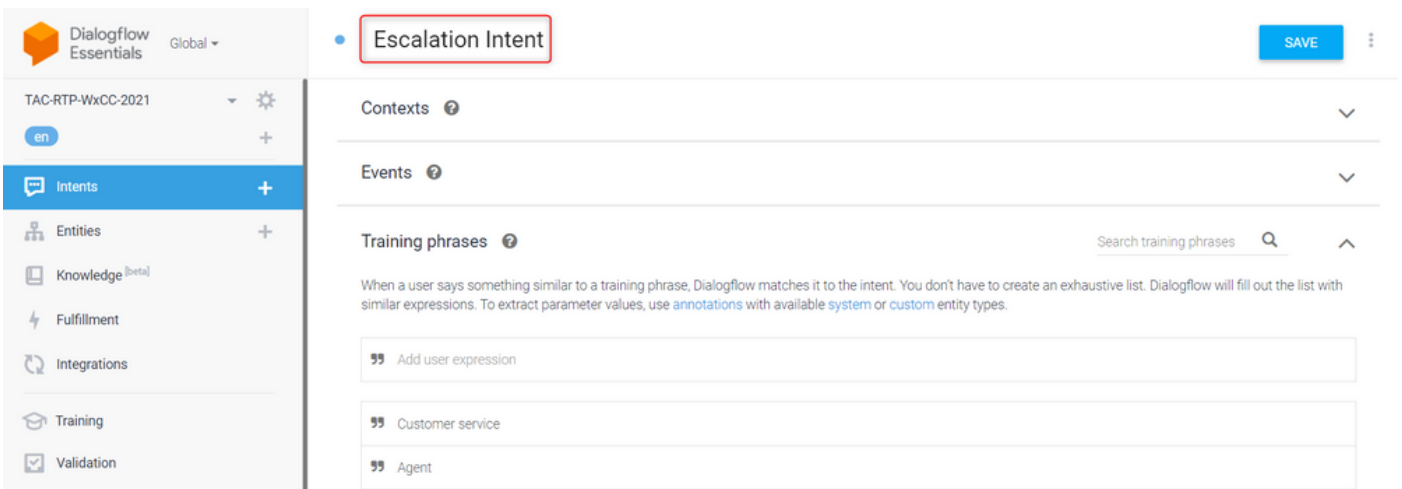 Dialogflow
Essentials
Global
TAC-RTP-WxCC-2021
en
Intents
Entities
Knowledge [beta]
Fulfillment
Integrations
Training
Validation
Escalation Intent
SAVE
Contexts
Events
Training phrases
Search training phrases
When a user says something similar to a training phrase, Dialogflow matches it to the intent. You don't have to create an exhaustive list. Dialogflow will fill out the list with
similar expressions. To extract parameter values, use annotations with available system or custom entity types.
Add user expression
Customer service
Agent